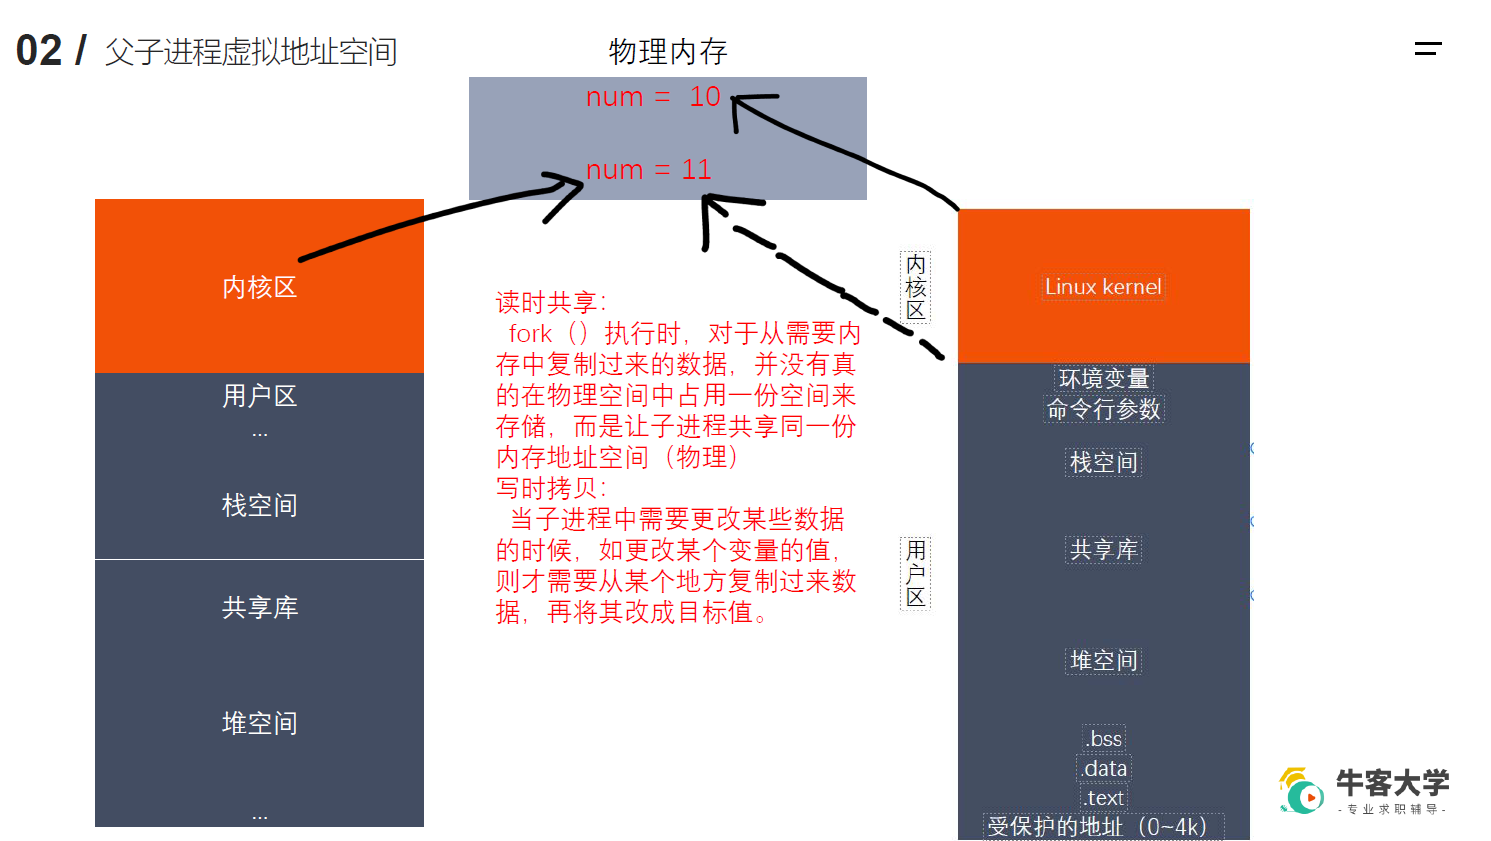 02 / 父子进程虚拟地址空间
物理内存
num = 10
num = 11
内核区
用户区
...
栈空间
共享库
堆空间
...
读时共享：
fork（）执行时，对于从需要内
存中复制过来的数据，并没有真
的在物理空间中占用一份空间来
存储，而是让子进程共享同一份
内存地址空间（物理）
写时拷贝：
当子进程中需要更改某些数据
的时候，如更改某个变量的值，
则才需要从某个地方复制过来数
据，再将其改成目标值。
内核区
用户区
Linux kernel
环境变量
命令行参数
栈空间
共享库
堆空间
.bss
.data
.text
受保护的地址（0~4k）
牛客大学
-专业求职辅导-